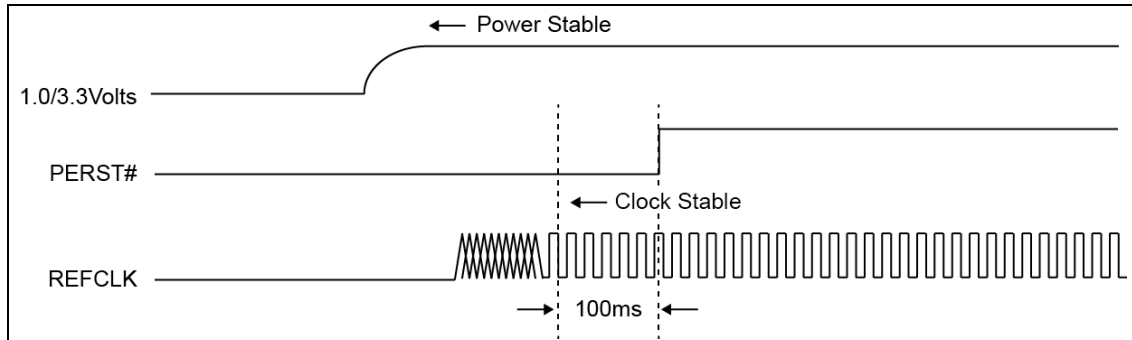 Power Stable
1.0/3.3Volts
PERST#
Clock Stable
REFCLK
100ms